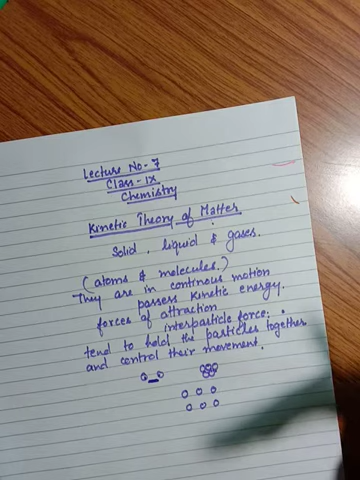 Lecture No-7
Class-IX
Chemistry
Kinetic Theory of Matter
Solid, liquid & gases.
(atoms & molecules.)
They are in continous motion
passers kinetic energy.
forces of attraction
interparticle force:
tend to hold the particles together
and control their movement.